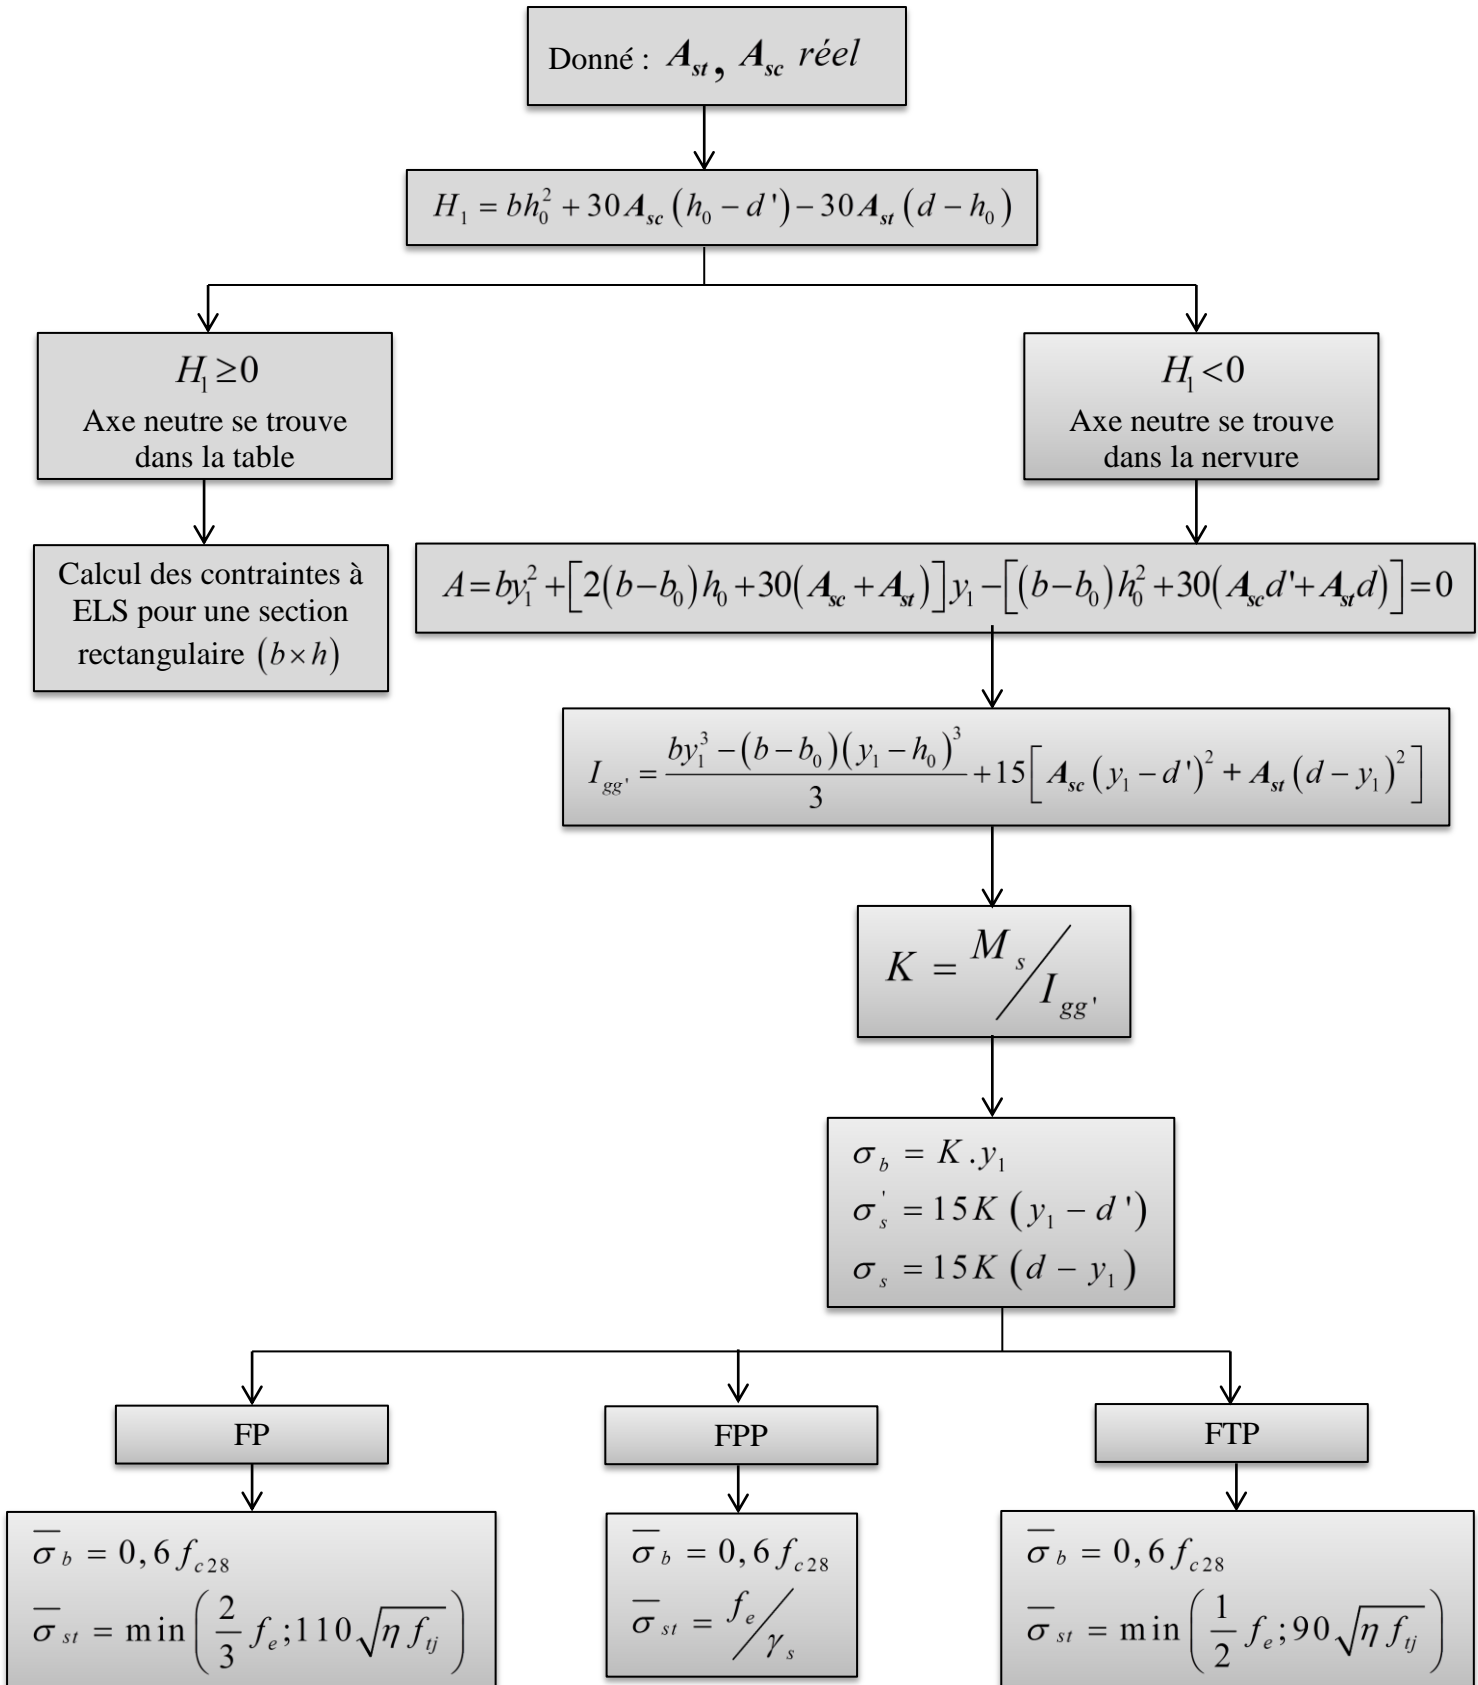 Donné : A_st, A_sc réel
H_1 = bh_0^2 + 30A_sc (h_0 − d') − 30A_st (d − h_0)
H_1 ≥ 0
Axe neutre se trouve
dans la table
H_1 < 0
Axe neutre se trouve
dans la nervure
Calcul des contraintes à
ELS pour une section
rectangulaire (b × h)
A = by_1^2 + [2(b − b_0)h_0 + 30(A_sc + A_st)]y_1 − [(b − b_0)h_0^2 + 30(A_sc d' + A_st d)] = 0
I_gg' = (by_1^3 − (b − b_0)(y_1 − h_0)^3)/3 + 15[A_sc (y_1 − d')^2 + A_st (d − y_1)^2]
K = M_s / I_gg'
σ_b = K . y_1
σ_s' = 15K (y_1 − d')
σ_s = 15K (d − y_1)
FP
FPP
FTP
σ̅_b = 0,6 f_c28
σ̅_st = min(2/3 f_e ; 110√(η f_tj))
σ̅_b = 0,6 f_c28
σ̅_st = f_e / γ_s
σ̅_b = 0,6 f_c28
σ̅_st = min(1/2 f_e ; 90√(η f_tj))